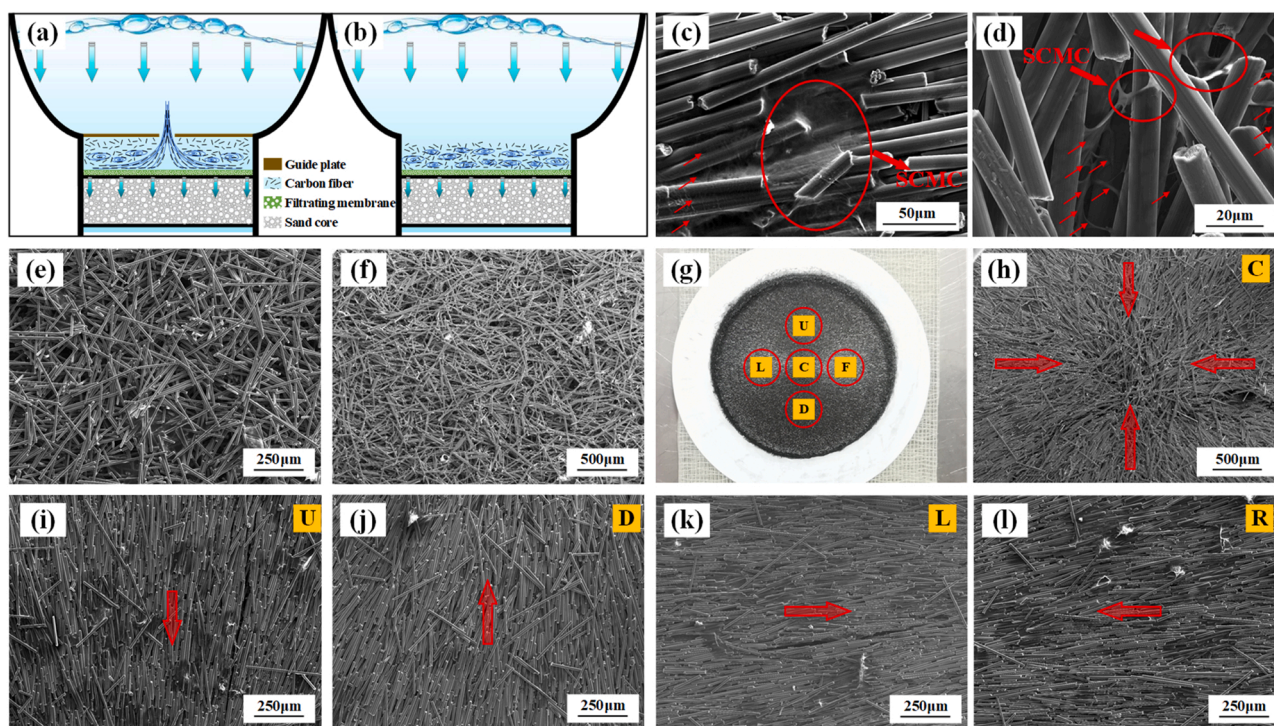 (a)
(b)
Guide plate
Carbon fiber
Filtrating membrane
Sand core
(c)
SCMC
50μm
(d)
SCMC
20μm
(e)
250μm
(f)
500μm
(g)
U
L
C
F
D
(h)
C
500μm
(i)
U
250μm
(j)
D
250μm
(k)
L
250μm
(l)
R
250μm